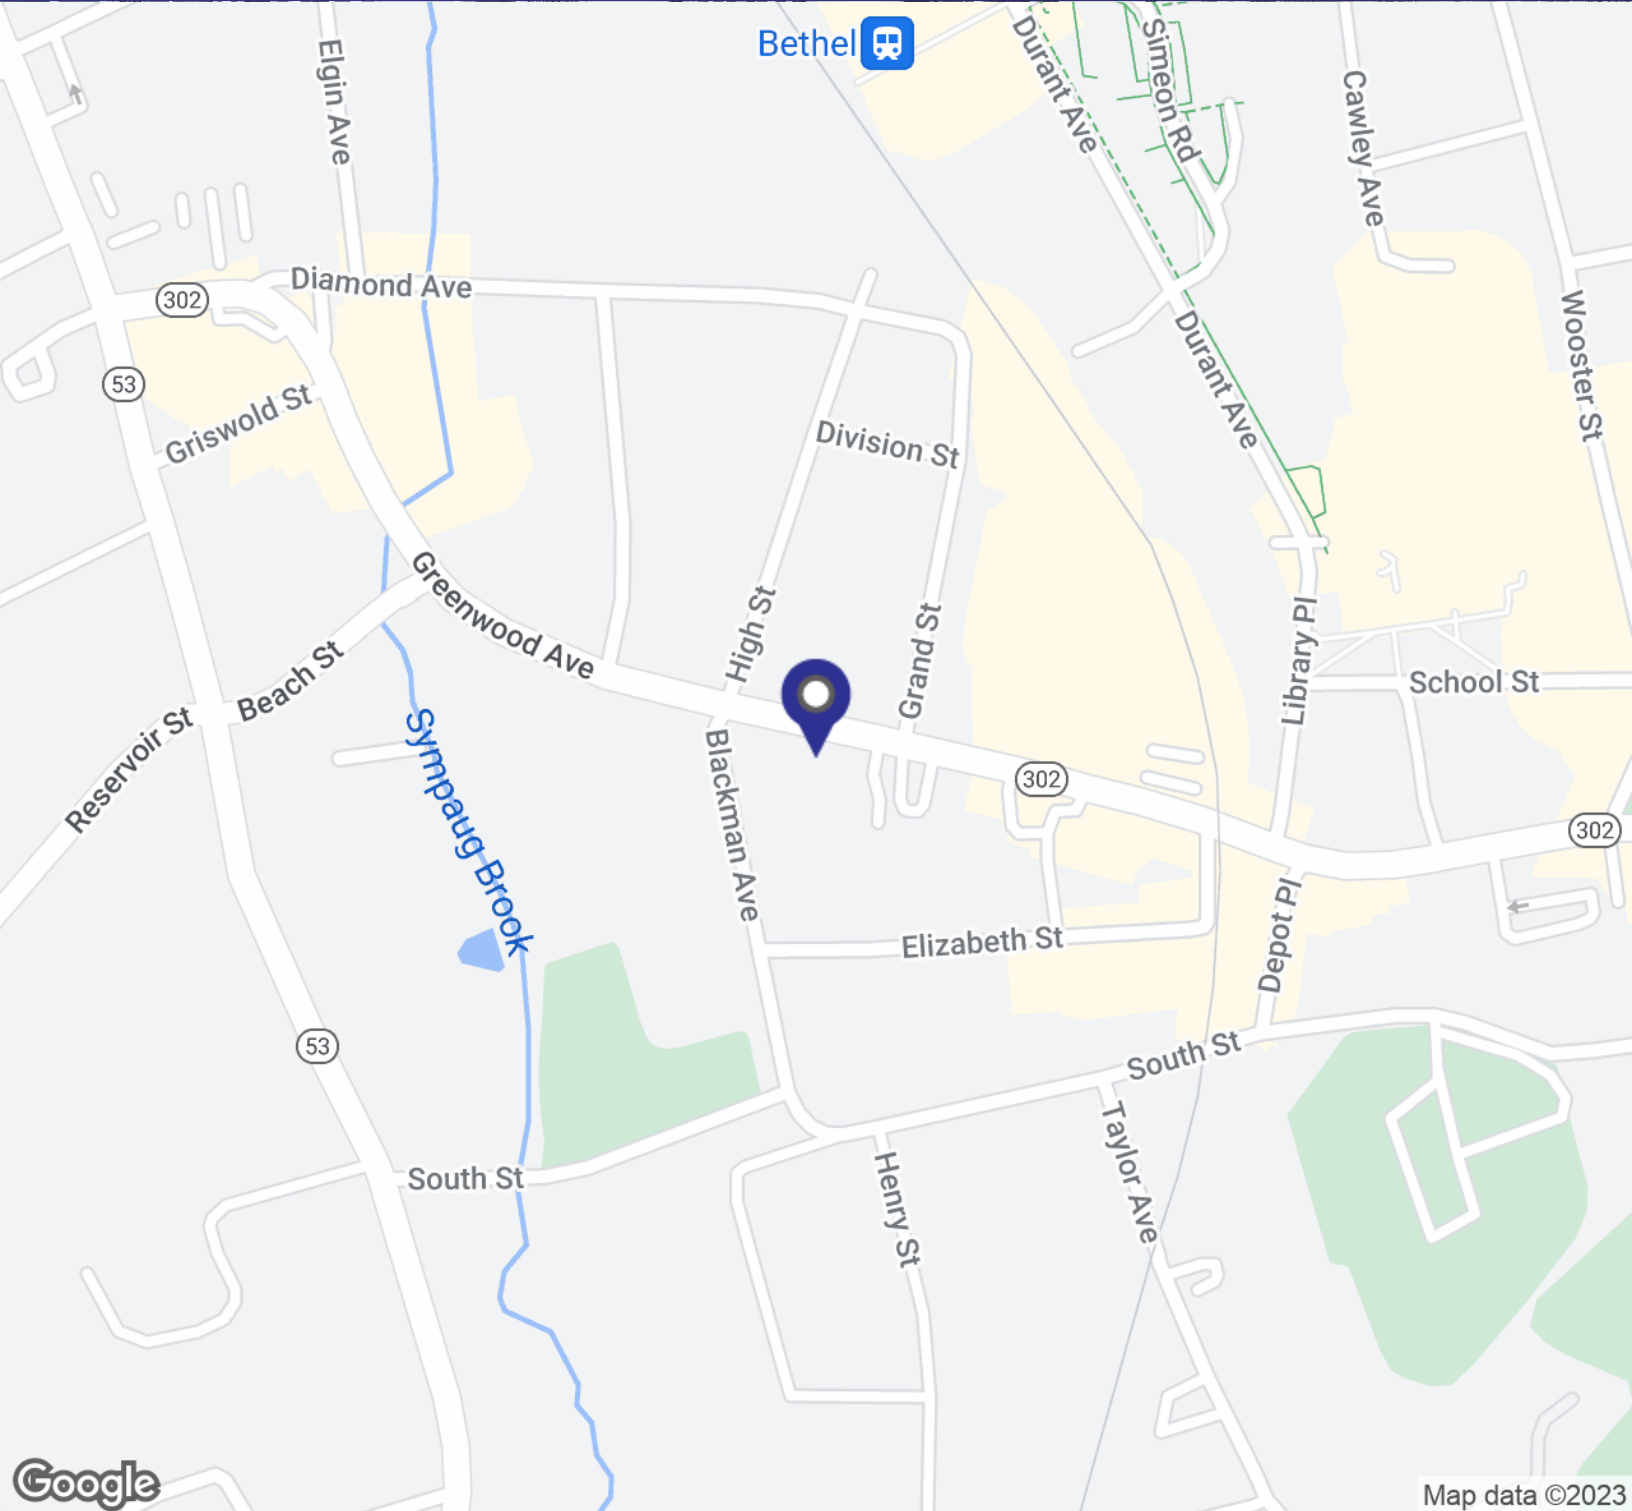 Bethel
Elgin Ave
Durant Ave
Simeon Rd
Cawley Ave
Diamond Ave
302
53
Griswold St
Durant Ave
Wooster St
Division St
Greenwood Ave
High St
Grand St
Library Pl
School St
Beach St
Reservoir St
Sympaug Brook
Blackman Ave
302
302
Elizabeth St
Depot Pl
53
South St
Taylor Ave
South St
Henry St
Google
Map data ©2023